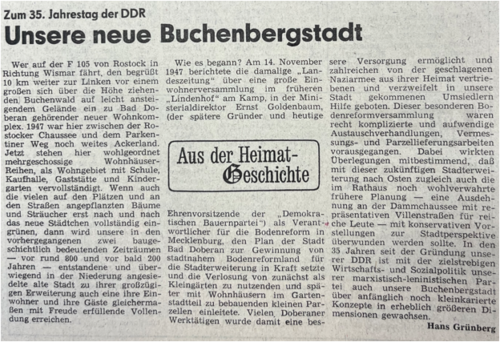 Zum 35. Jahrestag der DDR
Unsere neue Buchenbergstadt
Wer auf der F 105 von Rostock in
Richtung Wismar fährt, den begrüßt
10 km weiter zur Linken vor einem
großen sich über die Höhe ziehen-
den Buchenwald auf leicht anstei-
gendem Gelände ein zu Bad Do-
beran gehörender neuer Wohnkom-
plex. 1947 war hier zwischen der Ro-
stocker Chaussee und dem Parken-
tiner Weg noch weites Ackerland.
Jetzt stehen hier wohlgeordnet
mehrgeschossige Wohnhäuser-
Reihen, als Wohngebiet mit Schule,
Kaufhalle, Gaststätte und Kinder-
garten vervollständigt. Wenn auch
die vielen auf den Plätzen und an
den Straßen angepflanzten Bäume
und Sträucher erst nach und nach
das neue Städtchen vollständig ein-
grünen, dann wird unsere in den
vorhergegangenen zwei bauge-
schichtlich bedeutenden Zeiträumen
— vor rund 800 und vor bald 200
Jahren — entstandene und über-
wiegend in der Niederung angesie-
delte alte Stadt zu ihrer großzügi-
gen Erweiterung auch eine ihre Ein-
wohner und ihre Gäste gleicherma-
ßen mit Freude erfüllende Vollen-
dung erreichen.
Wie es begann? Am 14. November
1947 berichtete die damalige „Lan-
deszeitung“ über eine große Ein-
wohnerversammlung im früheren
„Lindenhof“ am Kamp, in der Mini-
sterialdirektor Ernst Goldenbaum,
(der spätere Gründer und heutige
Aus der Heimat-
Geschichte
Ehrenvorsitzende der „Demokra-
tischen Bauernpartei“) als Verant-
wortlicher für die Bodenreform in
Mecklenburg, den Plan der Stadt
Bad Doberan zur Gewinnung von
stadtnahem Bodenreformland für
die Stadterweiterung in Kraft setzte
und die Verlosung von zunächst als
Kleingärten zu nutzenden und spä-
ter mit Wohnhäusern im Garten-
stadtteil zu bebauenden kleinen Par-
zellen einleitete. Vielen Doberaner
Werktätigen wurde damit eine bes-
sere Versorgung ermöglicht und
zahlreichen von der geschlagenen
Naziarmee aus ihrer Heimat vertrie-
benen und verstreuten, in unsere
Stadt gekommenen Umsiedlern
Hilfe geboten. Dieser besonderen Bo-
denreformversammlung waren
recht komplizierte und aufwendige
Austauschverhandlungen, Vermes-
sungs- und Parzellierungsarbeiten
vorausgegangen. Dabei wirkten
Überlegungen mitbestimmend, daß
mit dieser zukünftigen Stadterweite-
rung nach Osten zugleich auch die
im Rathaus noch wohlverwahrte
frühere Planung — eine Ausdehnung
an der Dammchaussee mit re-
präsentativen Villenstraßen für rei-
che Leute — mit konservativen Vor-
stellungen zur Stadtperspektive
überwunden werden sollte. In den
35 Jahren seit der Gründung unse-
rer DDR ist mit der zielstrebigen
Wirtschafts- und Sozialpolitik unse-
rer marxistisch-leninistischen Partei
auch unsere Buchenbergstadt
über anfänglich noch kleinkarierte
Konzepte in erheblich größeren Di-
mensionen gewachsen.
Hans Grünberg